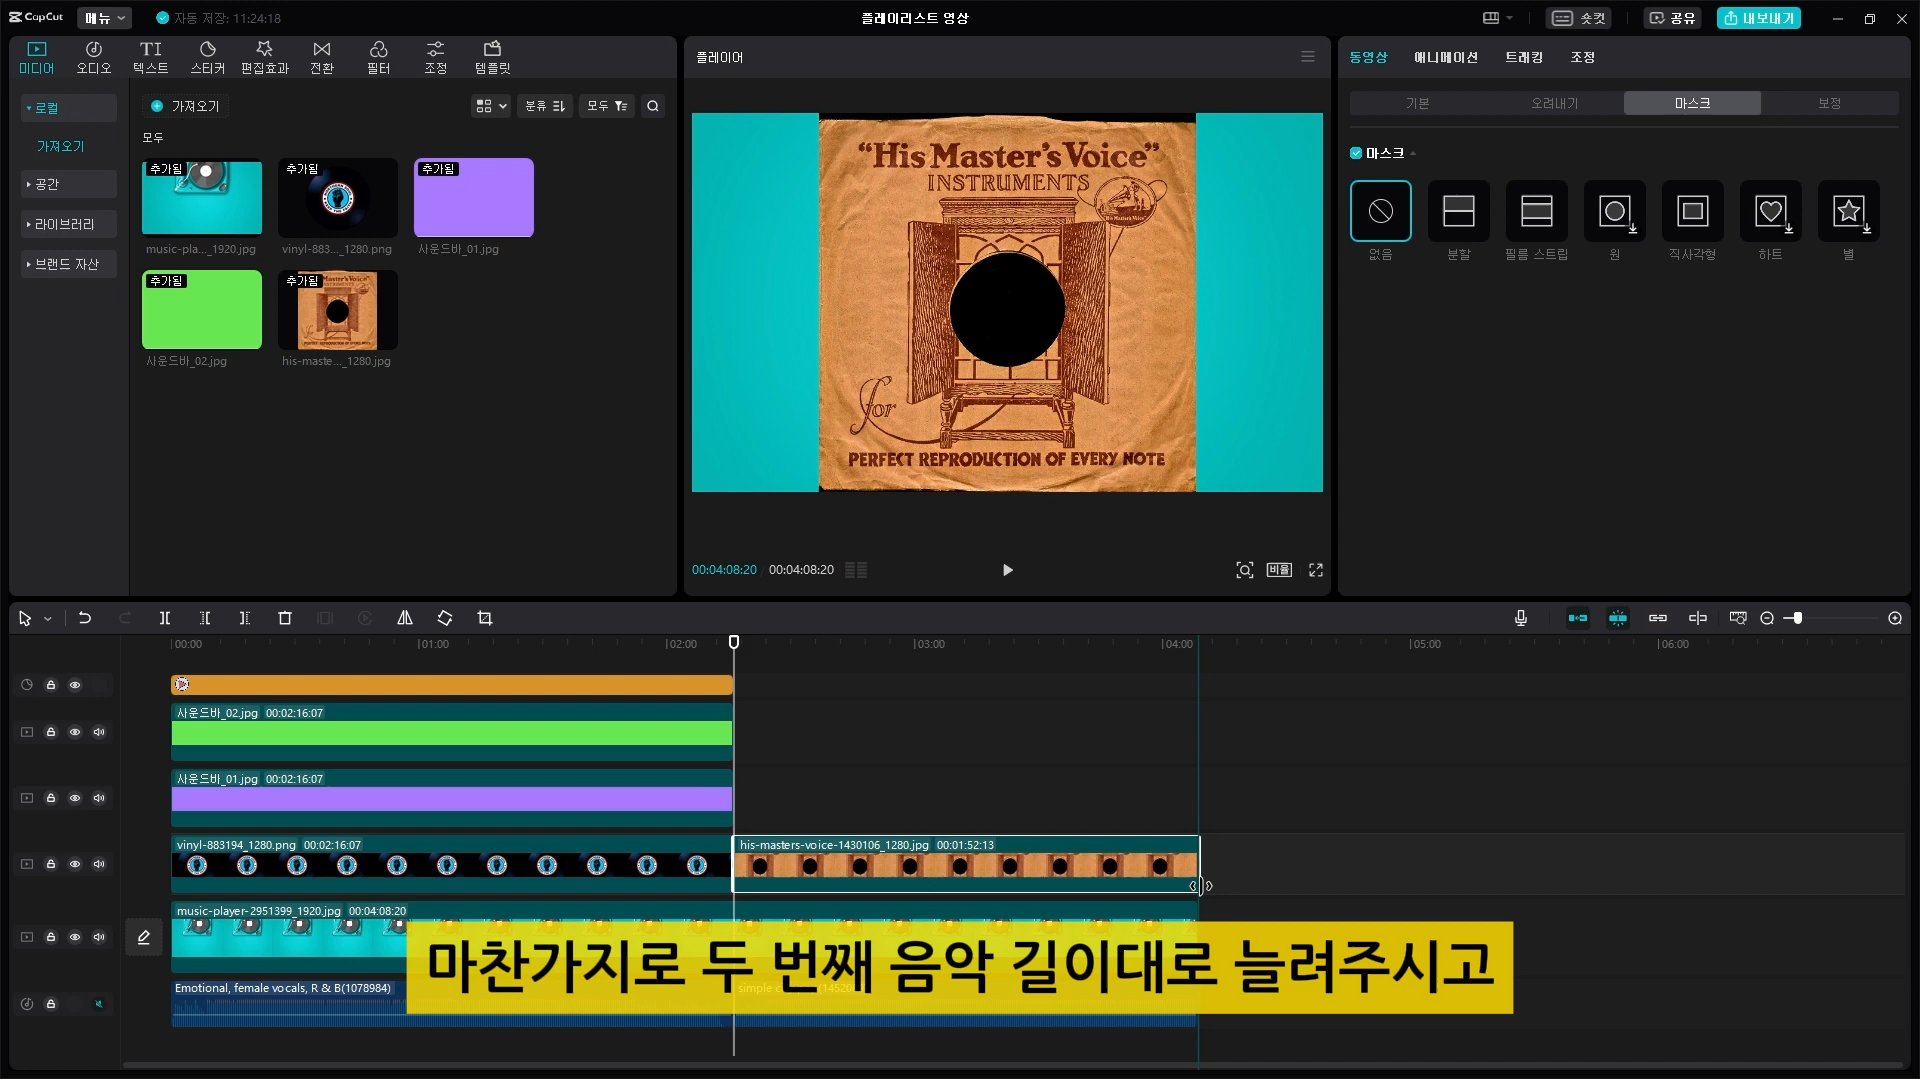 CapCut
메뉴
자동 저장: 11:24:18
플레이리스트 영상
숏컷
공유
내보내기
미디어
오디오
텍스트
스티커
편집효과
전환
필터
조정
템플릿
로컬
가져오기
공간
라이브러리
브랜드 자산
가져오기
분류
모두
모두
추가됨
music-pla..._1920.jpg
추가됨
vinyl-883..._1280.png
추가됨
사운드바_01.jpg
추가됨
사운드바_02.jpg
추가됨
his-maste..._1280.jpg
플레이어
"His Master's Voice"
INSTRUMENTS
for
PERFECT REPRODUCTION OF EVERY NOTE
00:04:08:20
00:04:08:20
비율
동영상
애니메이션
트래킹
조정
기본
오려내기
마스크
보정
마스크
없음
분할
필름 스트립
원
직사각형
하트
별
00:00
01:00
02:00
03:00
04:00
05:00
06:00
사운드바_02.jpg 00:02:16:07
사운드바_01.jpg 00:02:16:07
vinyl-883194_1280.png 00:02:16:07
his-masters-voice-1430106_1280.jpg 00:01:52:13
music-player-2951399_1920.jpg 00:04:08:20
Emotional, female vocals, R & B(1078984)
마찬가지로 두 번째 음악 길이대로 늘려주시고